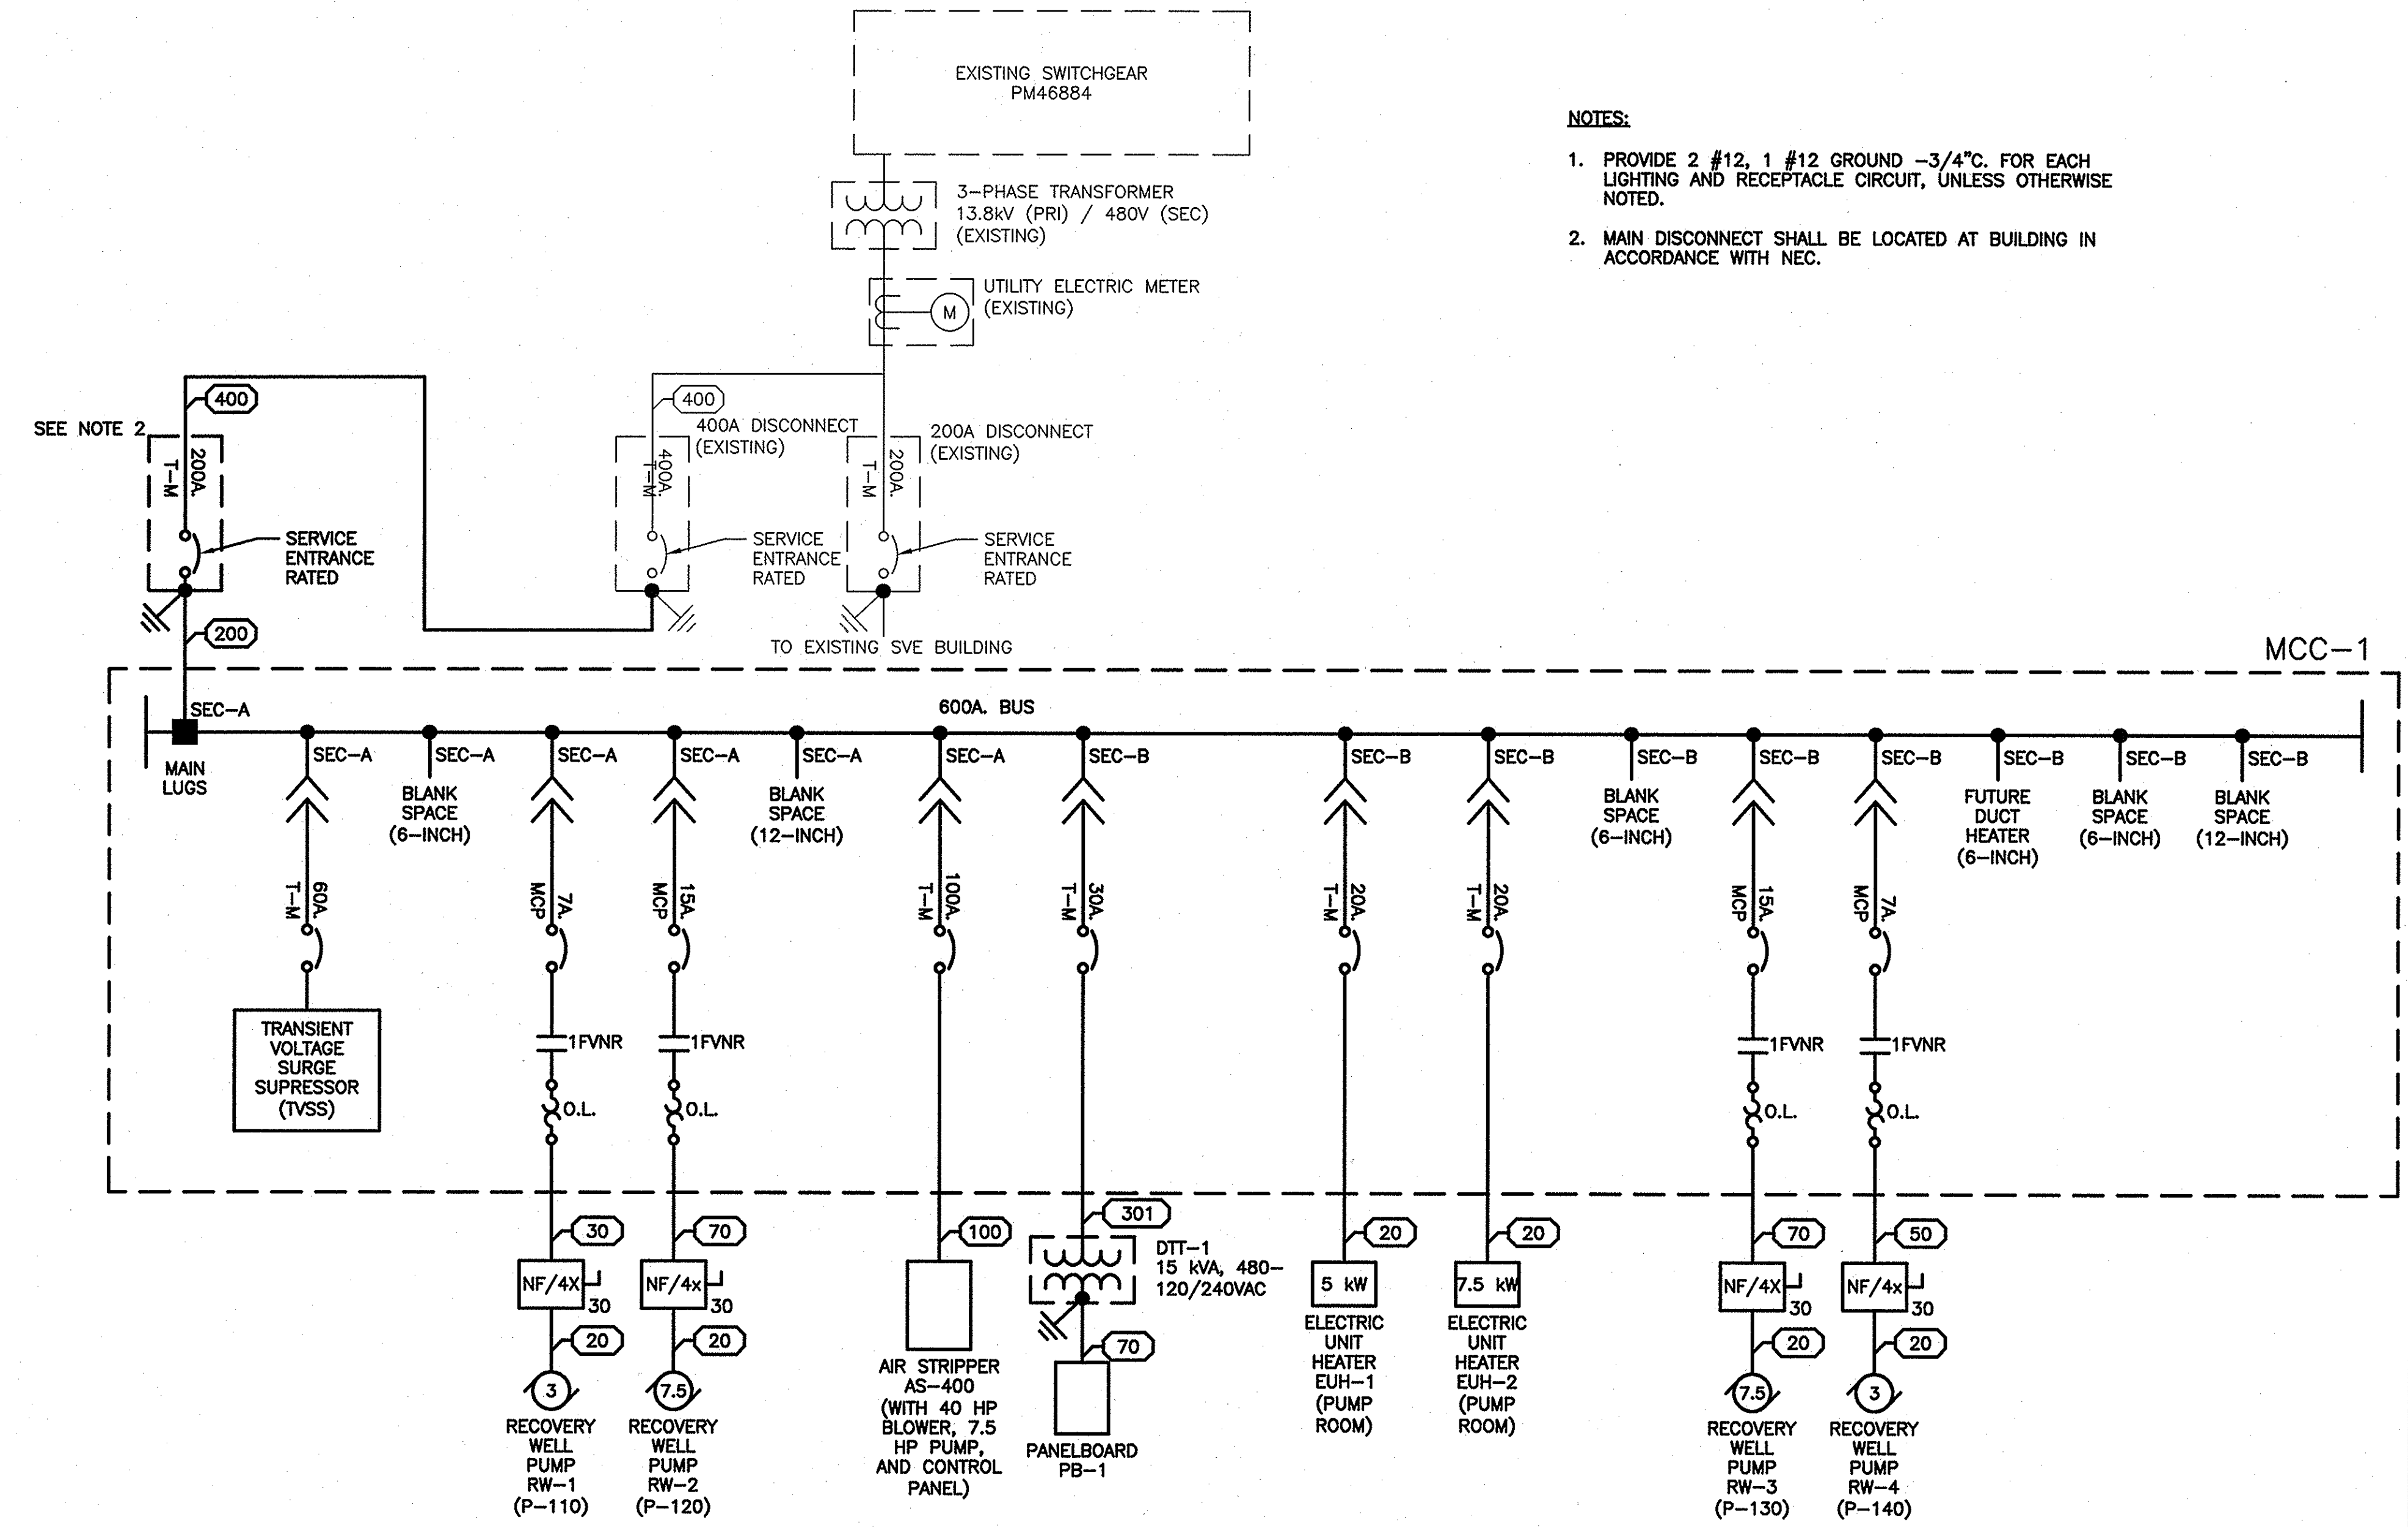 EXISTING SWITCHGEAR
PM46884
3-PHASE TRANSFORMER
13.8kV (PRI) / 480V (SEC)
(EXISTING)
UTILITY ELECTRIC METER
(EXISTING)
M
NOTES:
1. PROVIDE 2 #12, 1 #12 GROUND -3/4"C. FOR EACH
LIGHTING AND RECEPTACLE CIRCUIT, UNLESS OTHERWISE
NOTED.
2. MAIN DISCONNECT SHALL BE LOCATED AT BUILDING IN
ACCORDANCE WITH NEC.
SEE NOTE 2
400
200A.
T-M
SERVICE
ENTRANCE
RATED
200
400
400A DISCONNECT
(EXISTING)
400A.
T-M
SERVICE
ENTRANCE
RATED
200A DISCONNECT
(EXISTING)
200A.
T-M
SERVICE
ENTRANCE
RATED
TO EXISTING SVE BUILDING
MCC-1
600A. BUS
SEC-A
MAIN
LUGS
SEC-A
60A.
T-M
TRANSIENT
VOLTAGE
SURGE
SUPRESSOR
(TVSS)
SEC-A
BLANK
SPACE
(6-INCH)
SEC-A
7A.
MCP
1FVNR
O.L.
30
NF/4X
30
20
3
RECOVERY
WELL
PUMP
RW-1
(P-110)
SEC-A
15A.
MCP
1FVNR
O.L.
70
NF/4x
30
20
7.5
RECOVERY
WELL
PUMP
RW-2
(P-120)
SEC-A
BLANK
SPACE
(12-INCH)
SEC-A
100A.
T-M
100
AIR STRIPPER
AS-400
(WITH 40 HP
BLOWER, 7.5
HP PUMP,
AND CONTROL
PANEL)
SEC-B
30A.
T-M
301
DTT-1
15 kVA, 480-
120/240VAC
70
PANELBOARD
PB-1
SEC-B
20A.
T-M
20
5 kW
ELECTRIC
UNIT
HEATER
EUH-1
(PUMP
ROOM)
SEC-B
20A.
T-M
20
7.5 kW
ELECTRIC
UNIT
HEATER
EUH-2
(PUMP
ROOM)
SEC-B
BLANK
SPACE
(6-INCH)
SEC-B
15A.
MCP
1FVNR
O.L.
70
NF/4X
30
20
7.5
RECOVERY
WELL
PUMP
RW-3
(P-130)
SEC-B
7A.
MCP
1FVNR
O.L.
50
NF/4x
30
20
3
RECOVERY
WELL
PUMP
RW-4
(P-140)
SEC-B
FUTURE
DUCT
HEATER
(6-INCH)
SEC-B
BLANK
SPACE
(6-INCH)
SEC-B
BLANK
SPACE
(12-INCH)